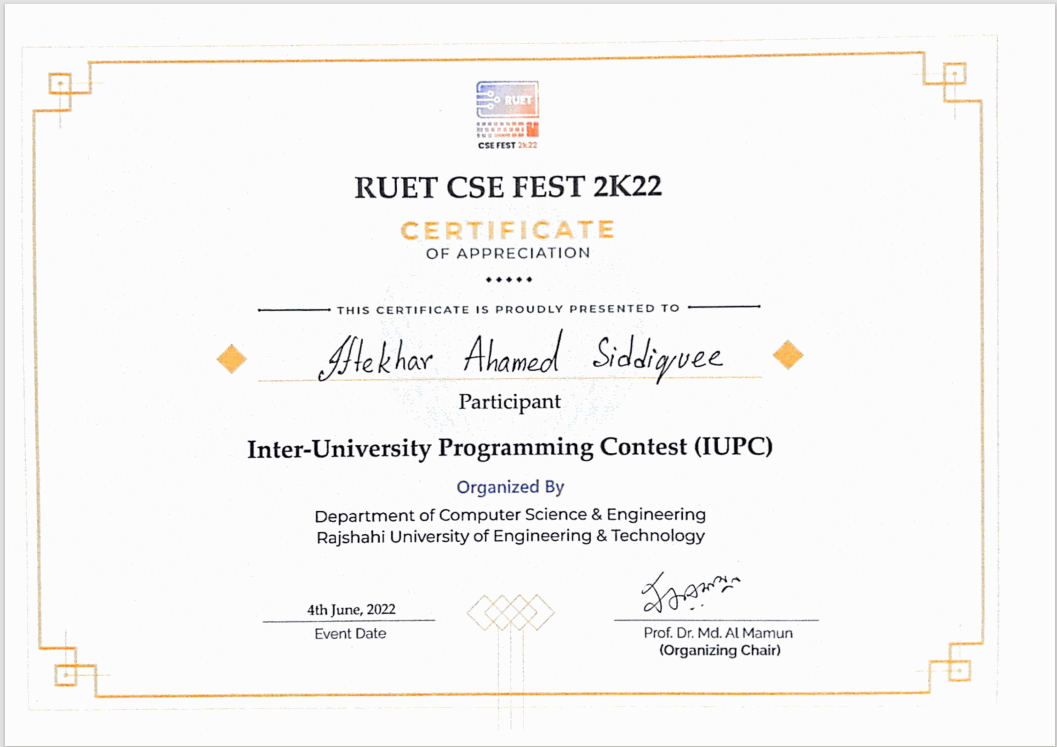 RUET
CSE FEST 2k22
RUET CSE FEST 2K22
CERTIFICATE
OF APPRECIATION
THIS CERTIFICATE IS PROUDLY PRESENTED TO
Iftekhar Ahamed Siddiquee
Participant
Inter-University Programming Contest (IUPC)
Organized By
Department of Computer Science & Engineering
Rajshahi University of Engineering & Technology
4th June, 2022
Event Date
Prof. Dr. Md. Al Mamun
(Organizing Chair)